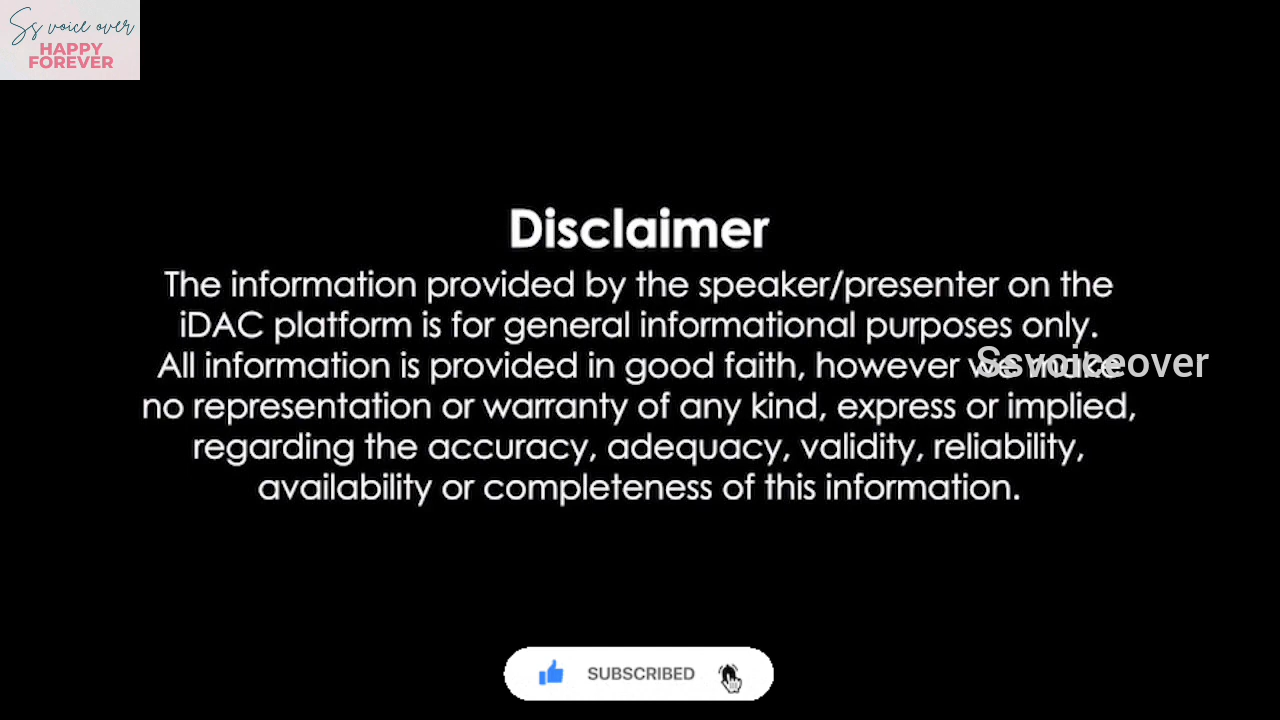 Ss voice over
HAPPY
FOREVER
Disclaimer
The information provided by the speaker/presenter on the
iDAC platform is for general informational purposes only.
All information is provided in good faith, however we make
no representation or warranty of any kind, express or implied,
regarding the accuracy, adequacy, validity, reliability,
availability or completeness of this information.
Ssvoiceover
SUBSCRIBED